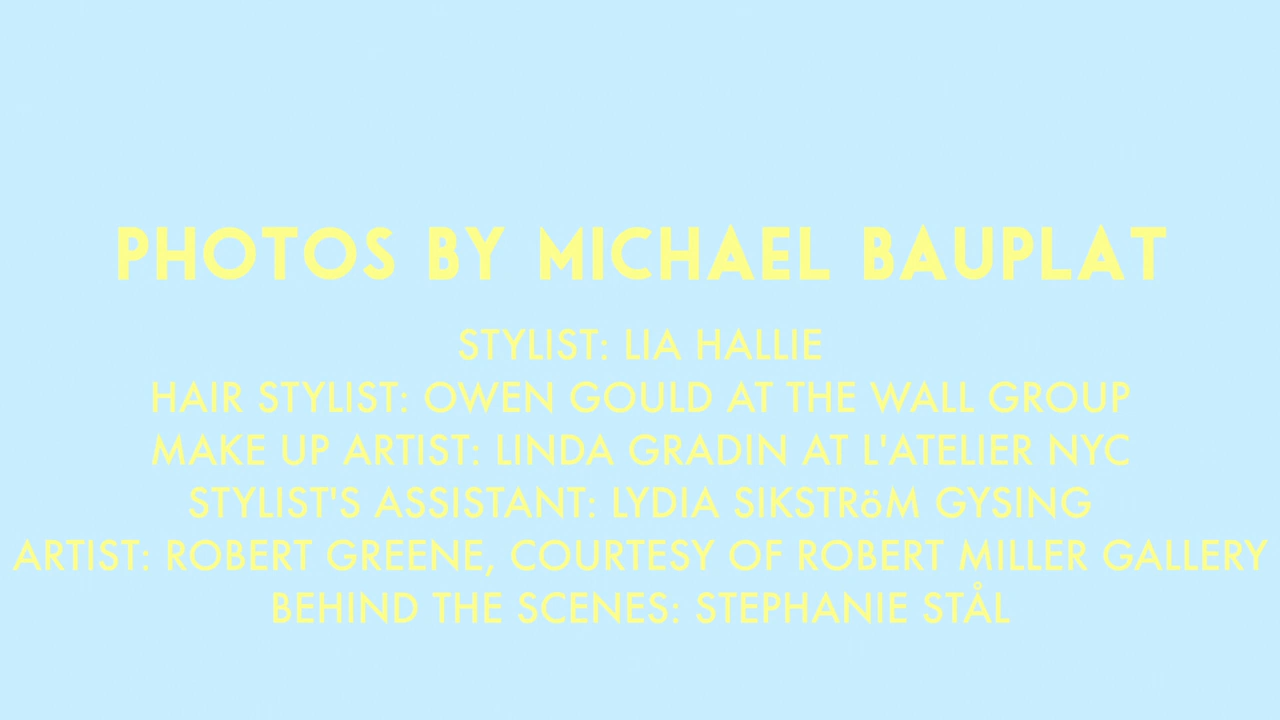 PHOTOS BY MICHAEL BAUPLAT
STYLIST: LIA HALLIE
HAIR STYLIST: OWEN GOULD AT THE WALL GROUP
MAKE UP ARTIST: LINDA GRADIN AT L'ATELIER NYC
STYLIST'S ASSISTANT: LYDIA SIKSTRöM GYSING
ARTIST: ROBERT GREENE, COURTESY OF ROBERT MILLER GALLERY
BEHIND THE SCENES: STEPHANIE STÅL